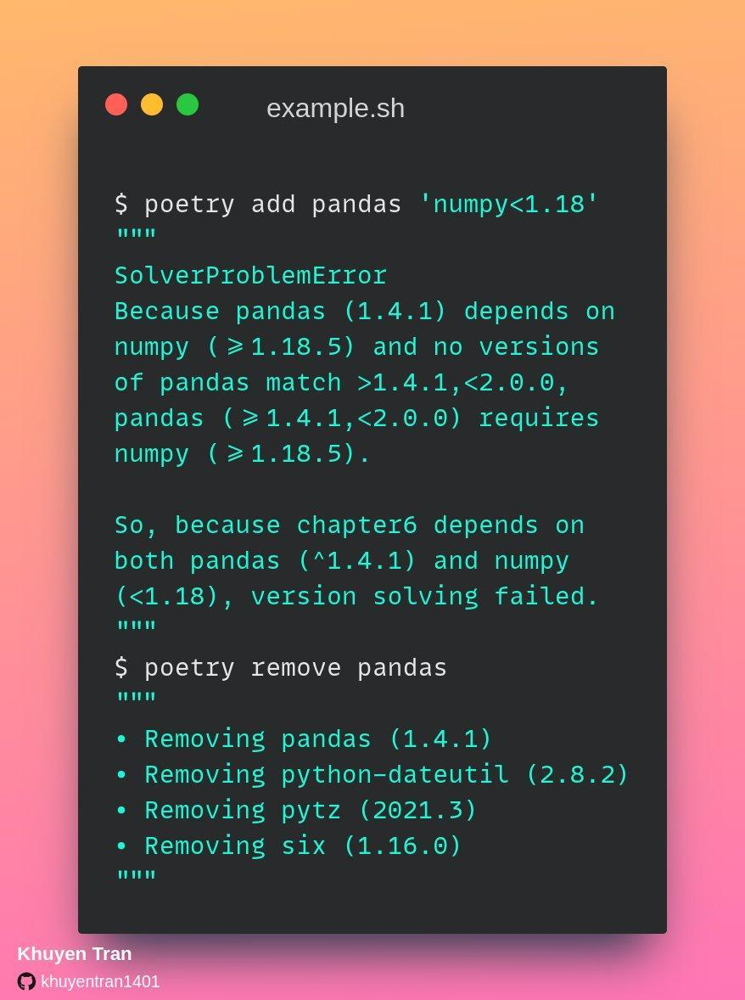 example.sh
$ poetry add pandas 'numpy<1.18'
"""
SolverProblemError
Because pandas (1.4.1) depends on
numpy (⩾1.18.5) and no versions
of pandas match >1.4.1,<2.0.0,
pandas (⩾1.4.1,<2.0.0) requires
numpy (⩾1.18.5).
So, because chapter6 depends on
both pandas (^1.4.1) and numpy
(<1.18), version solving failed.
"""
$ poetry remove pandas
"""
• Removing pandas (1.4.1)
• Removing python-dateutil (2.8.2)
• Removing pytz (2021.3)
• Removing six (1.16.0)
"""
Khuyen Tran
khuyentran1401